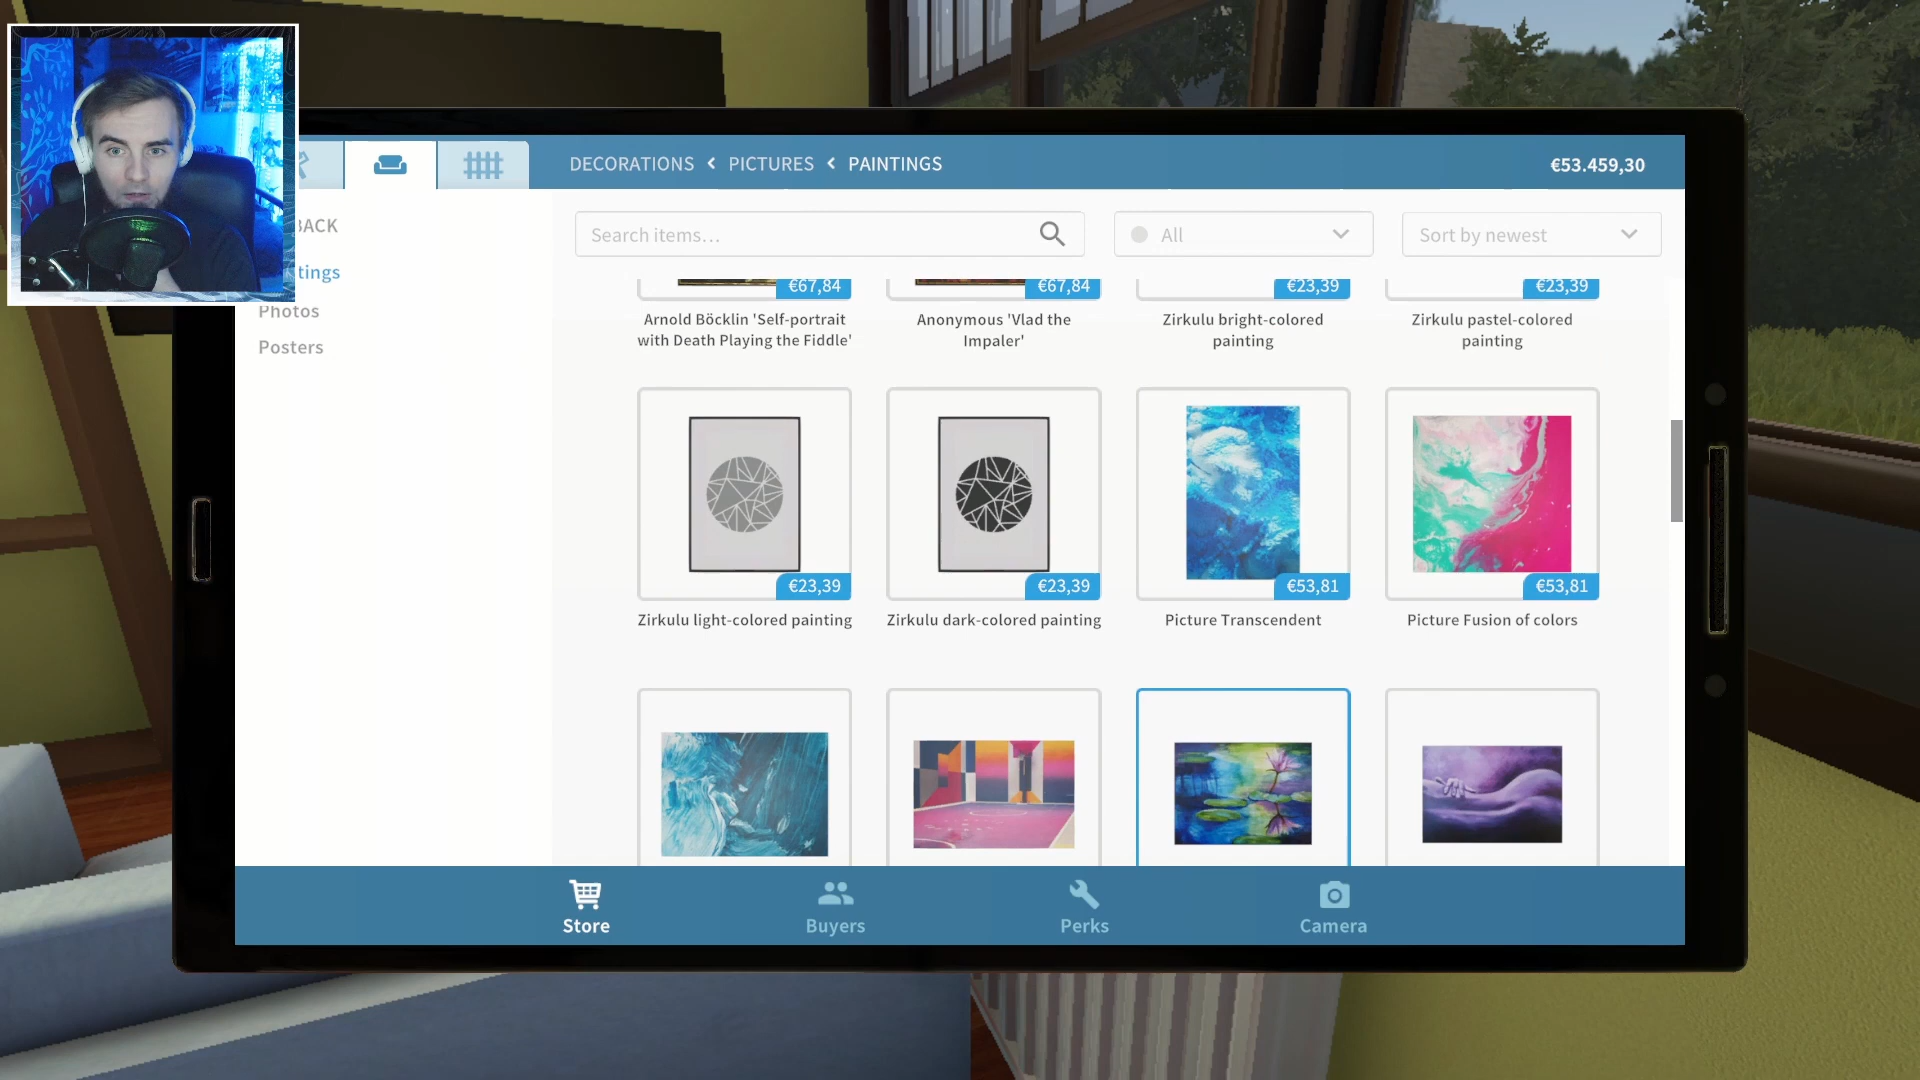 DECORATIONS < PICTURES < PAINTINGS
€53.459,30
BACK
tings
Photos
Posters
Search items...
All
Sort by newest
€67,84
€67,84
€23,39
€23,39
Arnold Böcklin 'Self-portrait
with Death Playing the Fiddle'
Anonymous 'Vlad the
Impaler'
Zirkulu bright-colored
painting
Zirkulu pastel-colored
painting
€23,39
€23,39
€53,81
€53,81
Zirkulu light-colored painting
Zirkulu dark-colored painting
Picture Transcendent
Picture Fusion of colors
Store
Buyers
Perks
Camera